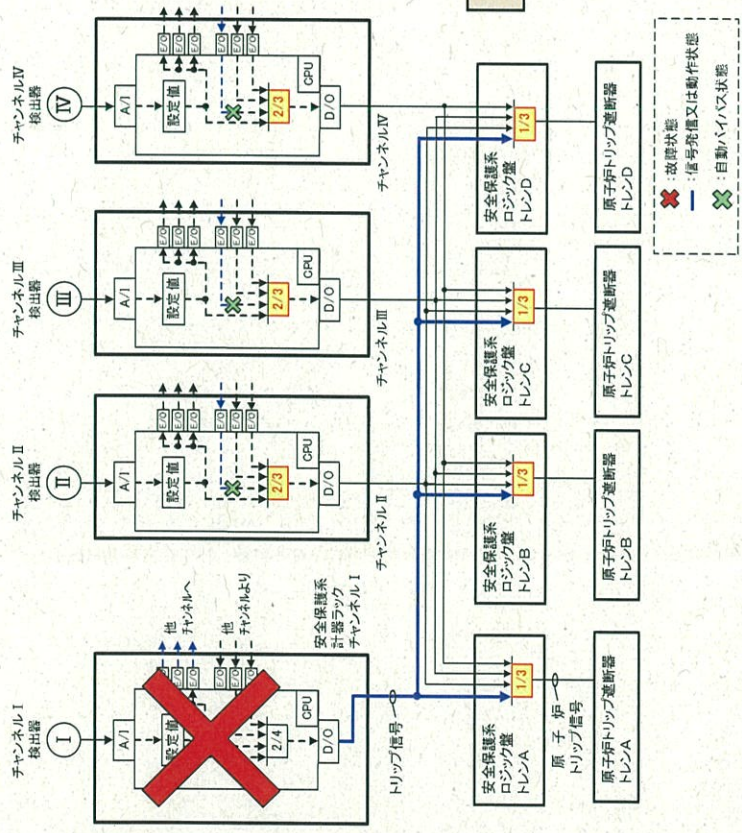 チャンネルⅠ
検出器
Ⅰ
A/I
設定値
E/O
E/O
E/O
他
チャンネルへ
E/O
E/O
E/O
他
チャンネルより
2/4
CPU
D/O
安全保護系
計器ラック
チャンネルⅠ
チャンネルⅡ
検出器
Ⅱ
A/I
設定値
E/O
E/O
E/O
E/O
E/O
E/O
2/3
CPU
D/O
チャンネルⅡ
チャンネルⅢ
検出器
Ⅲ
A/I
設定値
E/O
E/O
E/O
E/O
E/O
E/O
2/3
CPU
D/O
チャンネルⅢ
チャンネルⅣ
検出器
Ⅳ
A/I
設定値
E/O
E/O
E/O
E/O
E/O
E/O
2/3
CPU
D/O
チャンネルⅣ
トリップ信号
安全保護系
ロジック盤
トレンA
1/3
原子炉
トリップ信号
原子炉トリップ遮断器
トレンA
安全保護系
ロジック盤
トレンB
1/3
原子炉トリップ遮断器
トレンB
安全保護系
ロジック盤
トレンC
1/3
原子炉トリップ遮断器
トレンC
安全保護系
ロジック盤
トレンD
1/3
原子炉トリップ遮断器
トレンD
:故障状態
:信号発信又は動作状態
:自動バイパス状態